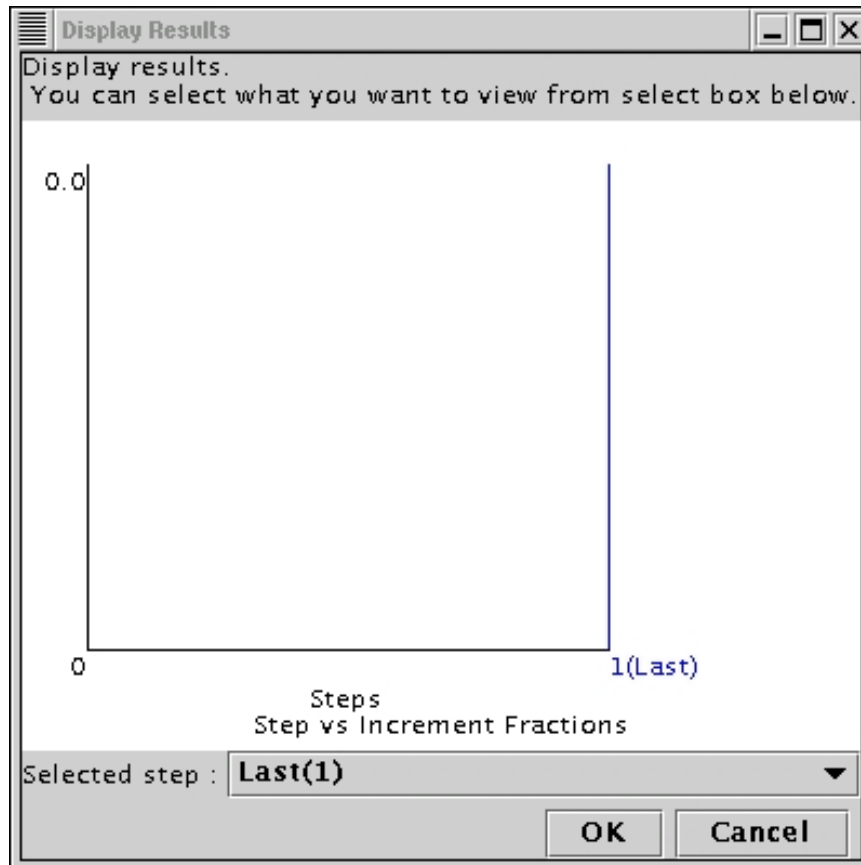 Display Results
Display results.
You can select what you want to view from select box below.
0.0
0
1(Last)
Steps
Step vs Increment Fractions
Selected step : Last(1)
OK Cancel